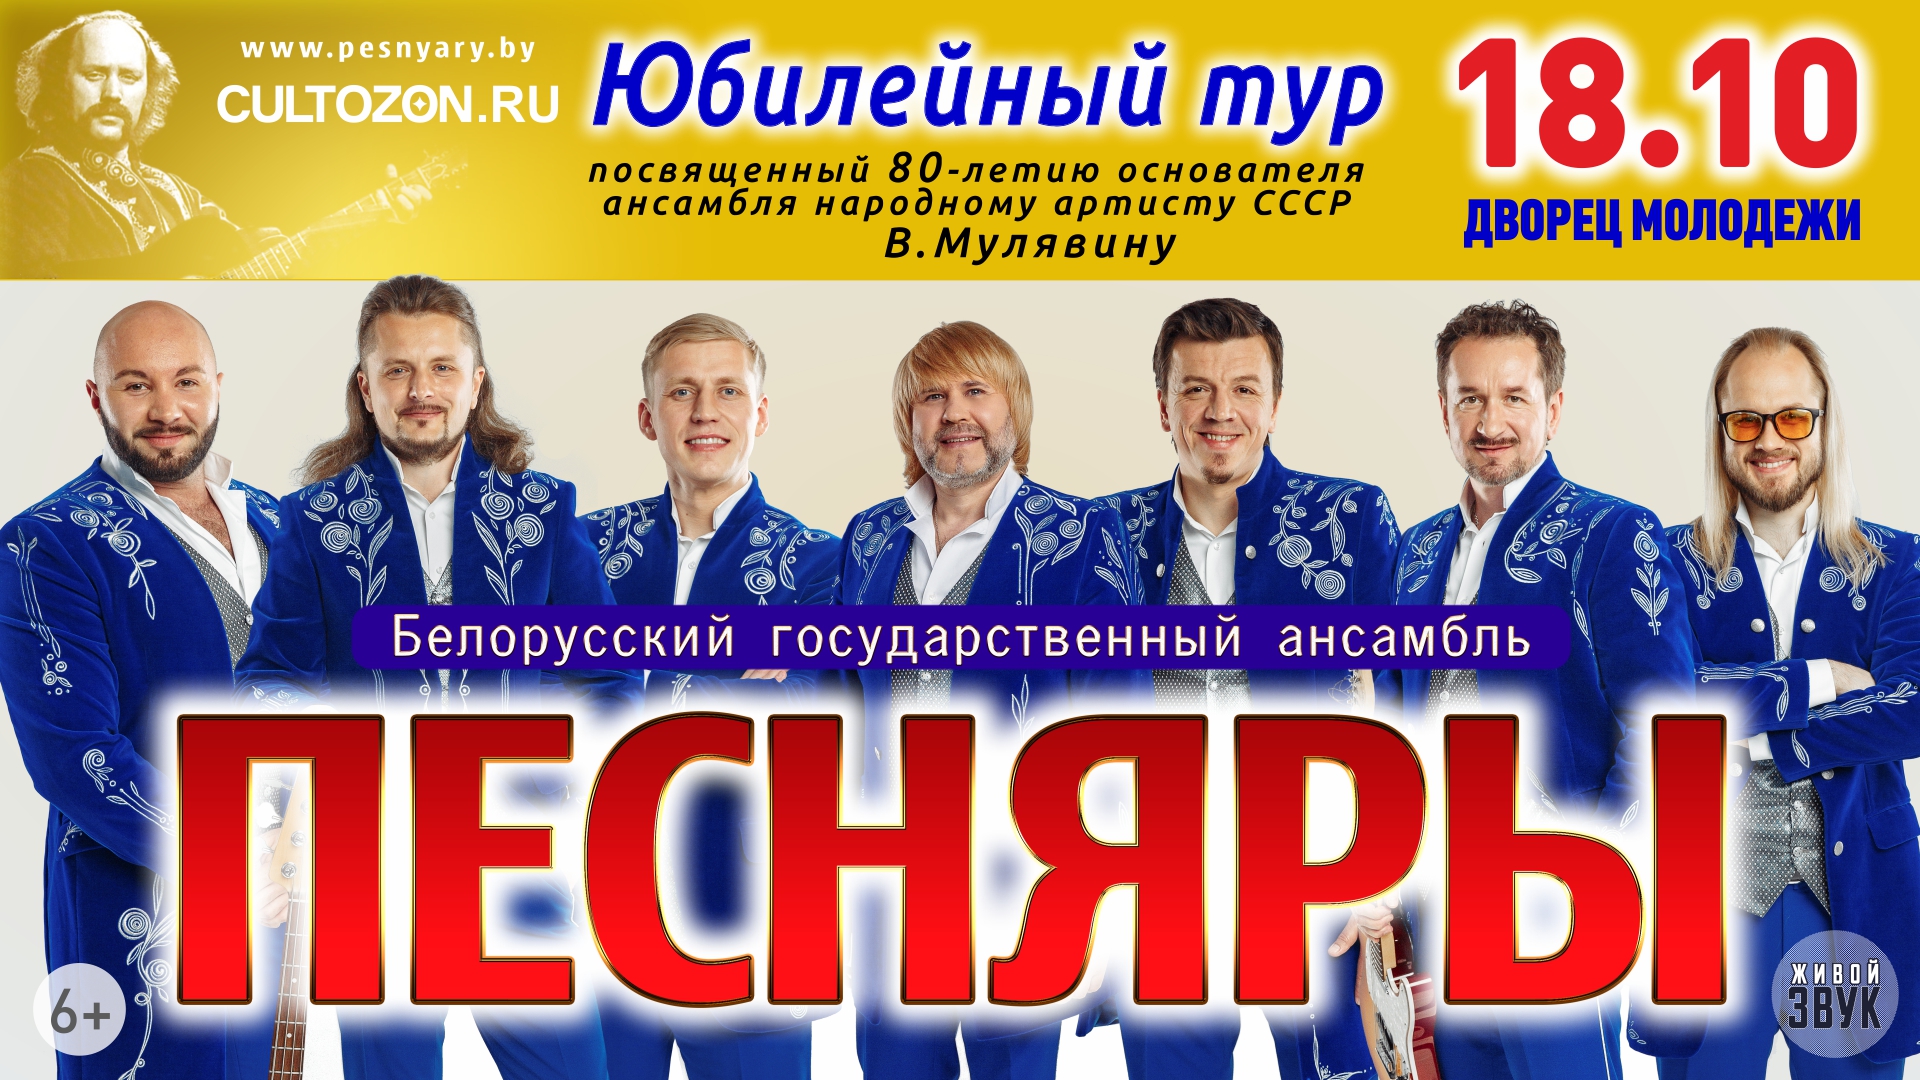 www.pesnyary.by
CULTOZON.RU
Юбилейный тур
посвященный 80-летию основателя
ансамбля народному артисту СССР
В.Мулявину
18.10
ДВОРЕЦ МОЛОДЕЖИ
Белорусский государственный ансамбль
ПЕСНЯРЫ
6+
ЖИВОЙ
ЗВУК